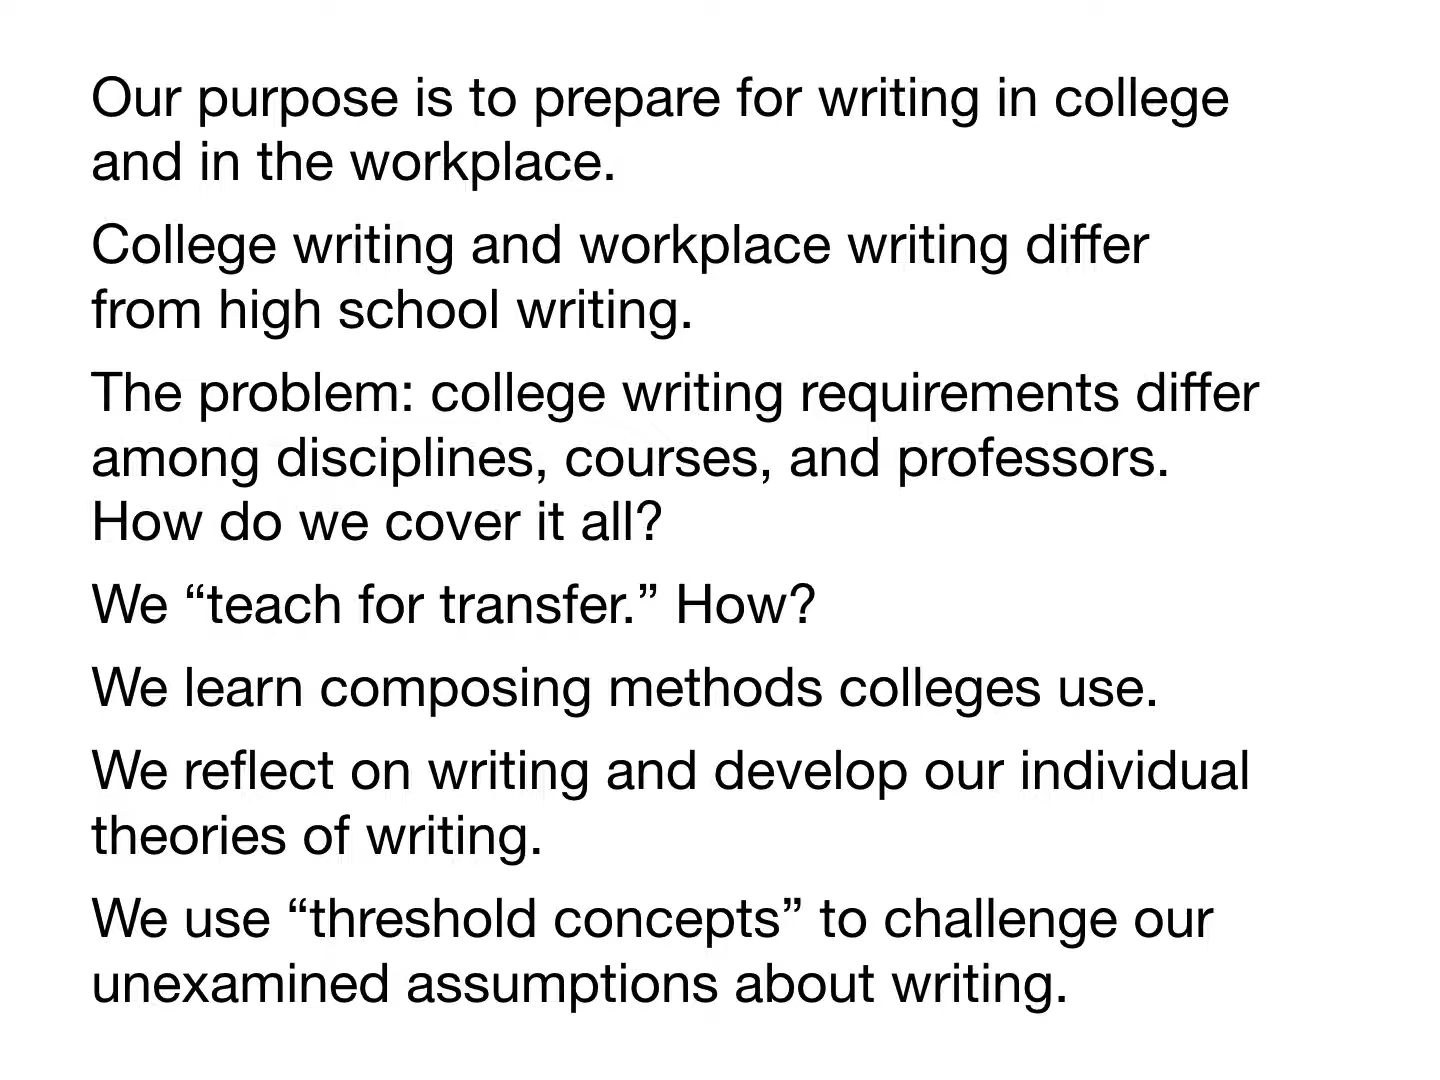 Our purpose is to prepare for writing in college
and in the workplace.
College writing and workplace writing differ
from high school writing.
The problem: college writing requirements differ
among disciplines, courses, and professors.
How do we cover it all?
We “teach for transfer.” How?
We learn composing methods colleges use.
We reflect on writing and develop our individual
theories of writing.
We use “threshold concepts” to challenge our
unexamined assumptions about writing.